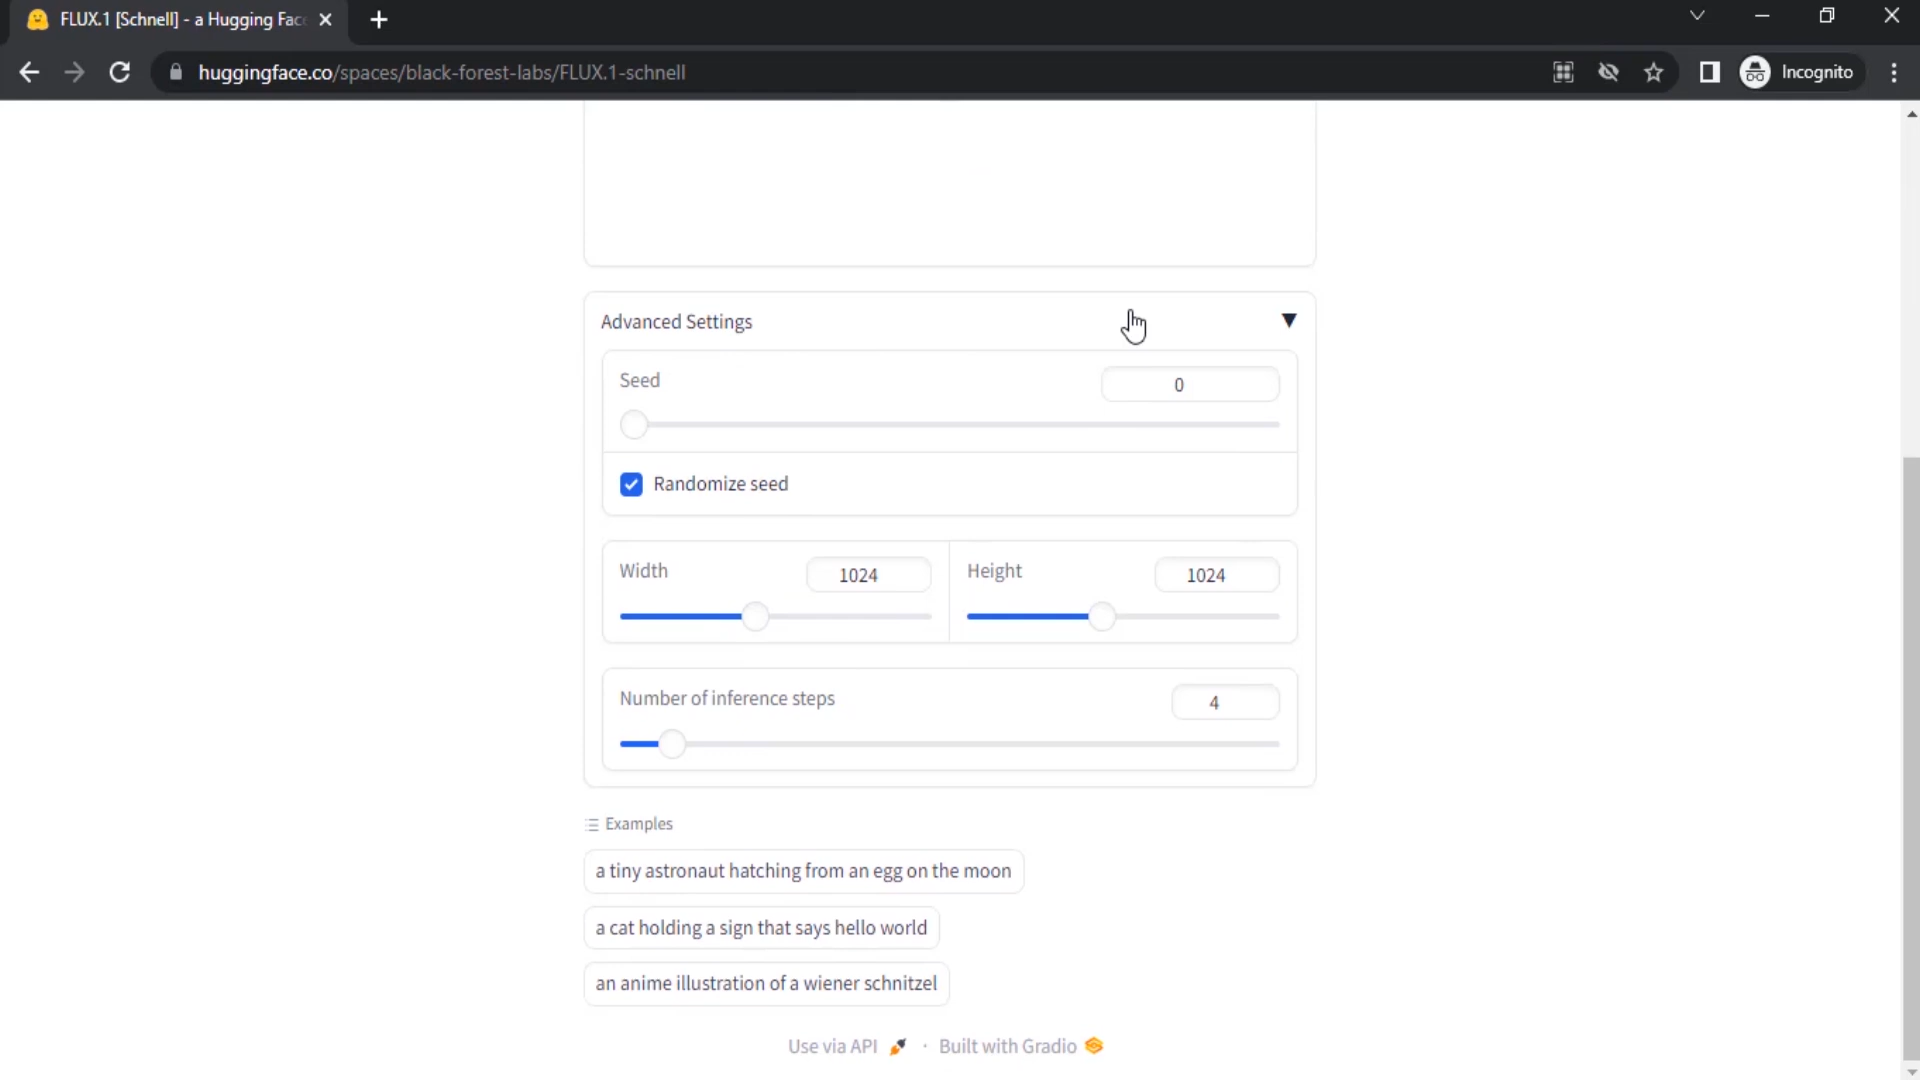 FLUX.1 [Schnell] - a Hugging Fac
huggingface.co/spaces/black-forest-labs/FLUX.1-schnell
Incognito
Advanced Settings
Seed
0
Randomize seed
Width
1024
Height
1024
Number of inference steps
4
Examples
a tiny astronaut hatching from an egg on the moon
a cat holding a sign that says hello world
an anime illustration of a wiener schnitzel
Use via API · Built with Gradio